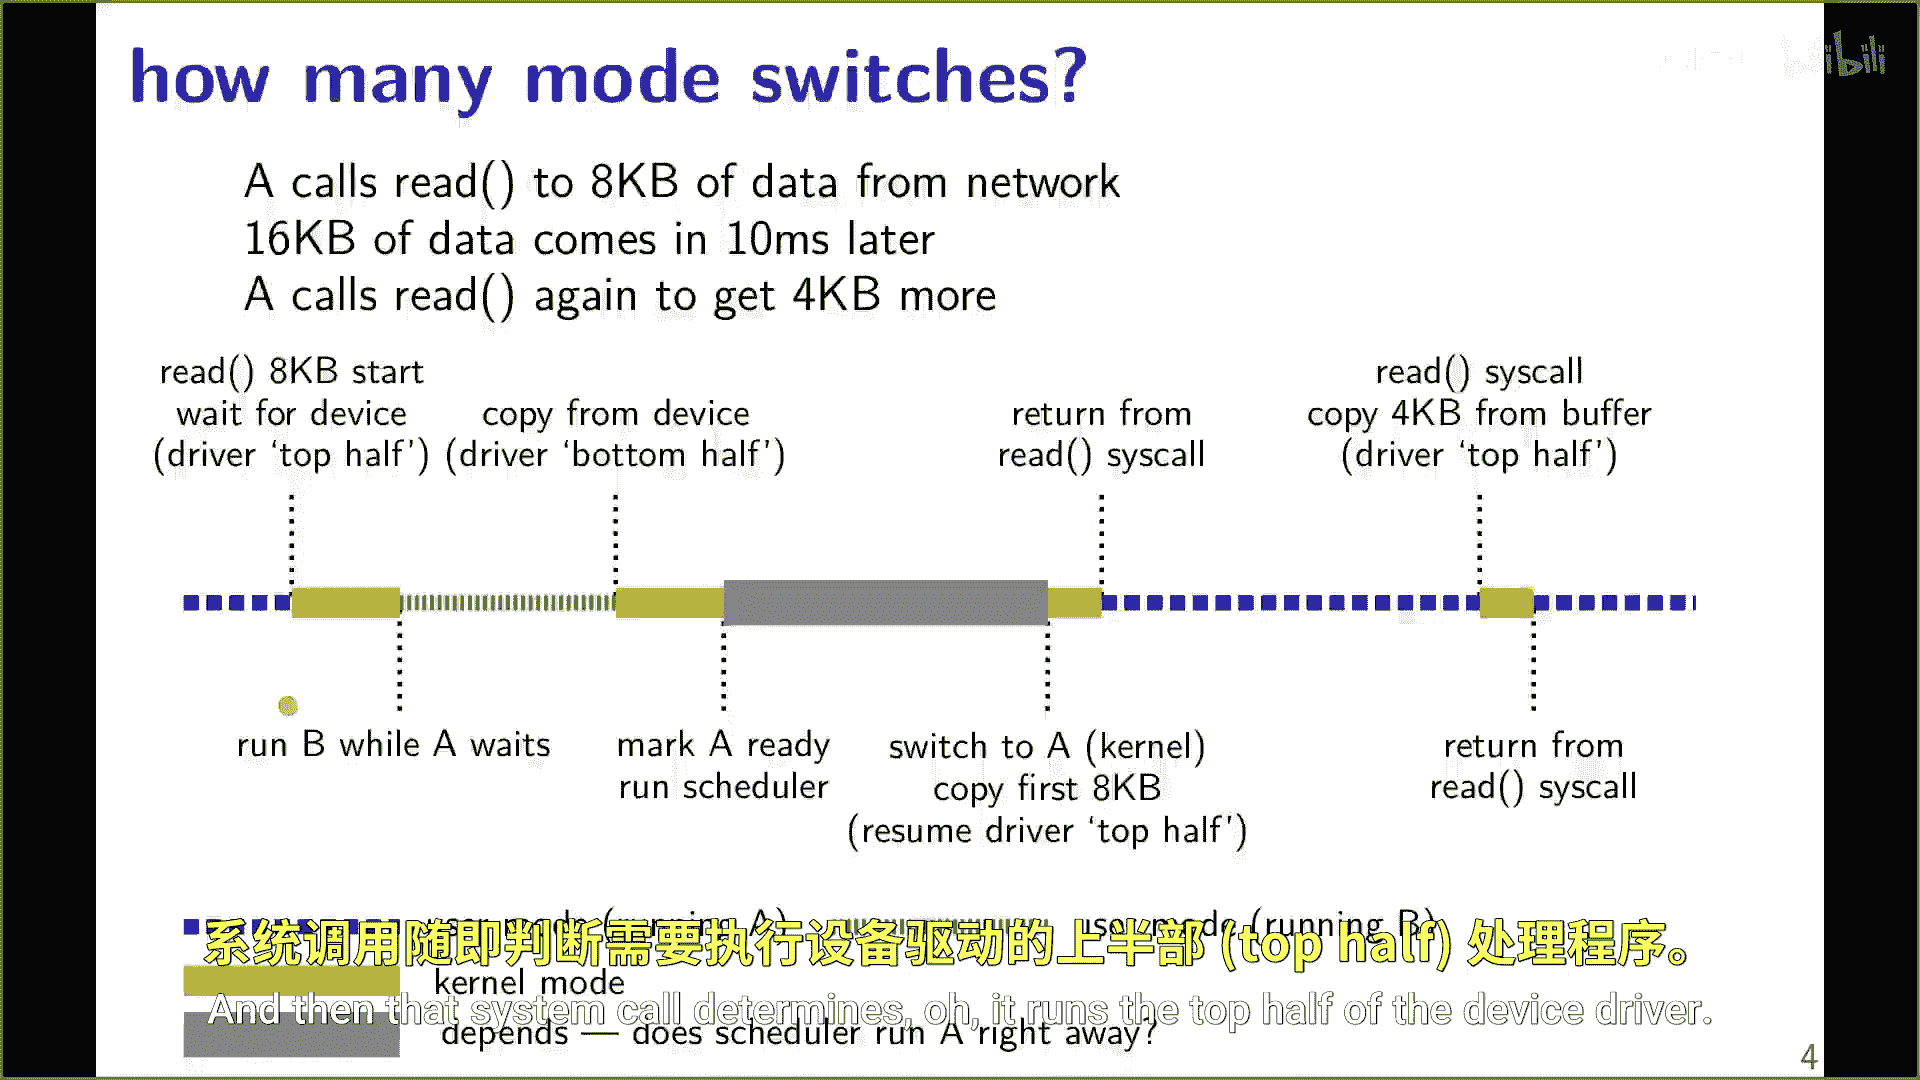 how many mode switches?
A calls read() to 8KB of data from network
16KB of data comes in 10ms later
A calls read() again to get 4KB more
read() 8KB start
wait for device
(driver ‘top half’)
copy from device
(driver ‘bottom half’)
return from
read() syscall
read() syscall
copy 4KB from buffer
(driver ‘top half’)
run B while A waits
mark A ready
run scheduler
switch to A (kernel)
copy first 8KB
(resume driver ‘top half’)
return from
read() syscall
user mode (running A)
user mode (running B)
系统调用随即判断需要执行设备驱动的上半部 (top half) 处理程序。
kernel mode
And then that system call determines, oh, it runs the top half of the device driver.
depends — does scheduler run A right away?
4